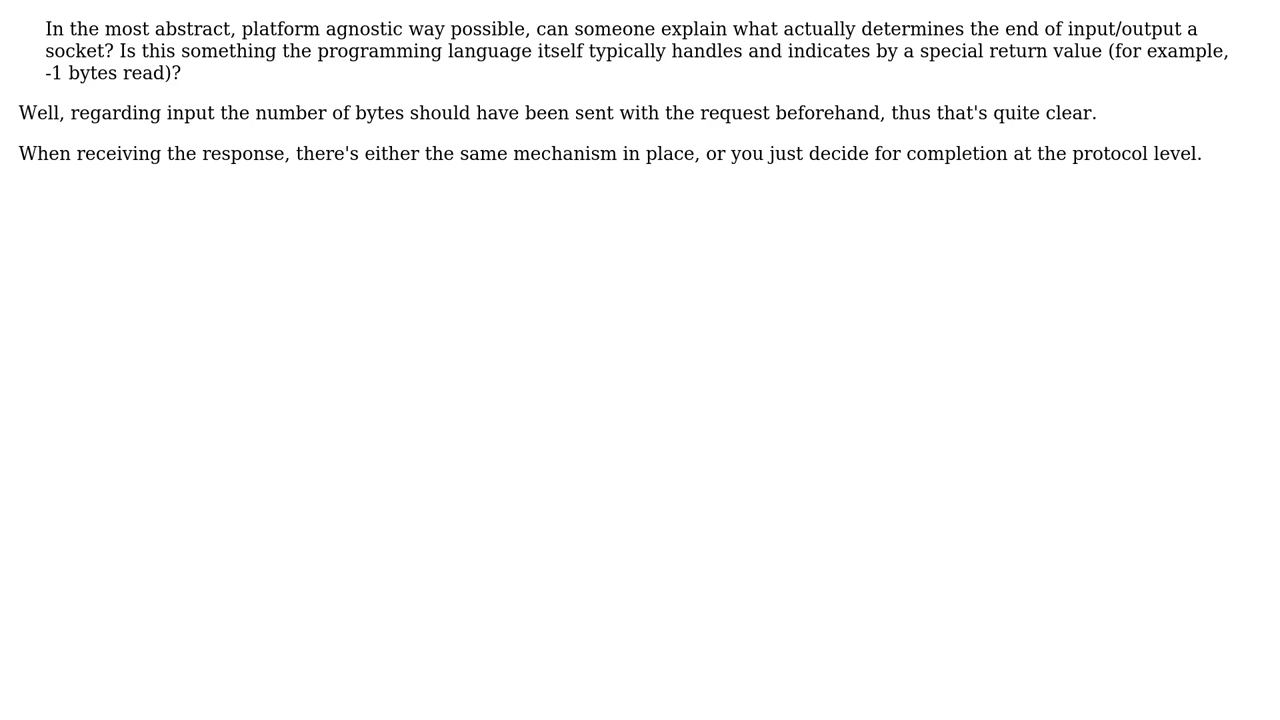 In the most abstract, platform agnostic way possible, can someone explain what actually determines the end of input/output a
socket? Is this something the programming language itself typically handles and indicates by a special return value (for example,
-1 bytes read)?
Well, regarding input the number of bytes should have been sent with the request beforehand, thus that's quite clear.
When receiving the response, there's either the same mechanism in place, or you just decide for completion at the protocol level.